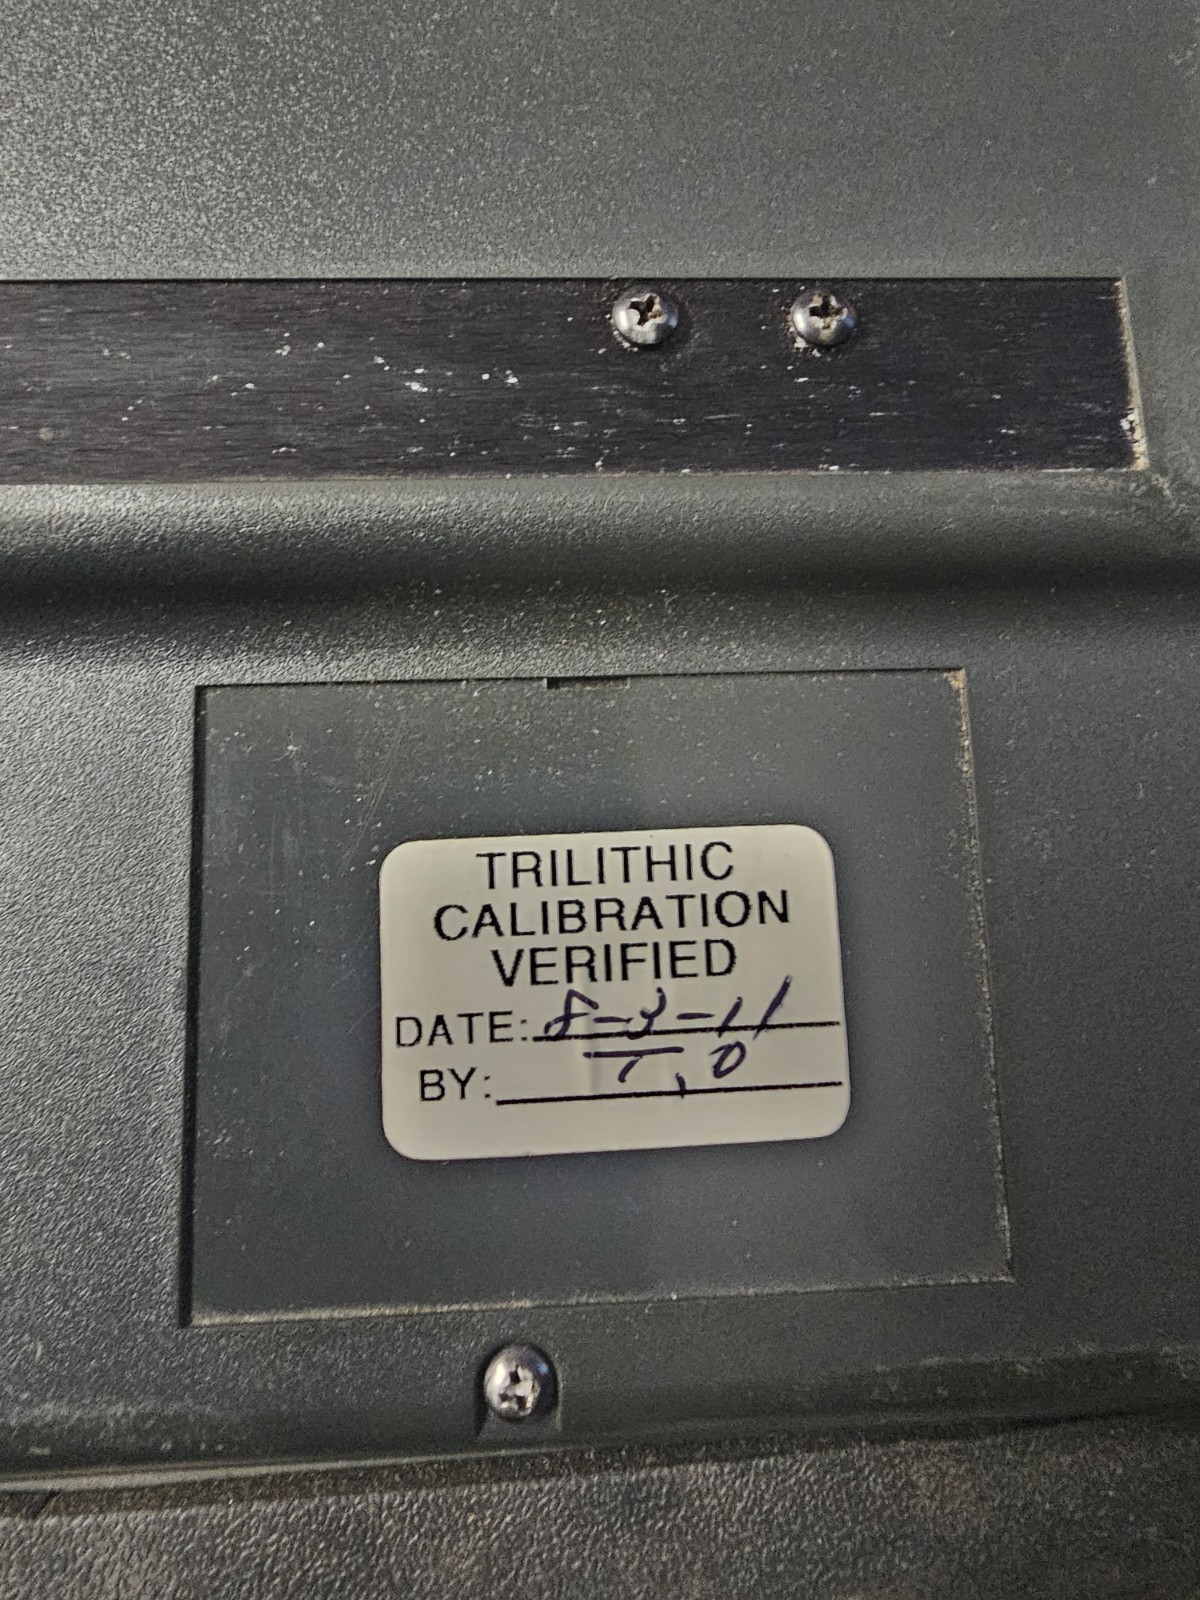 TRILITHIC
CALIBRATION
VERIFIED
DATE: 8-3-11
BY: T.O